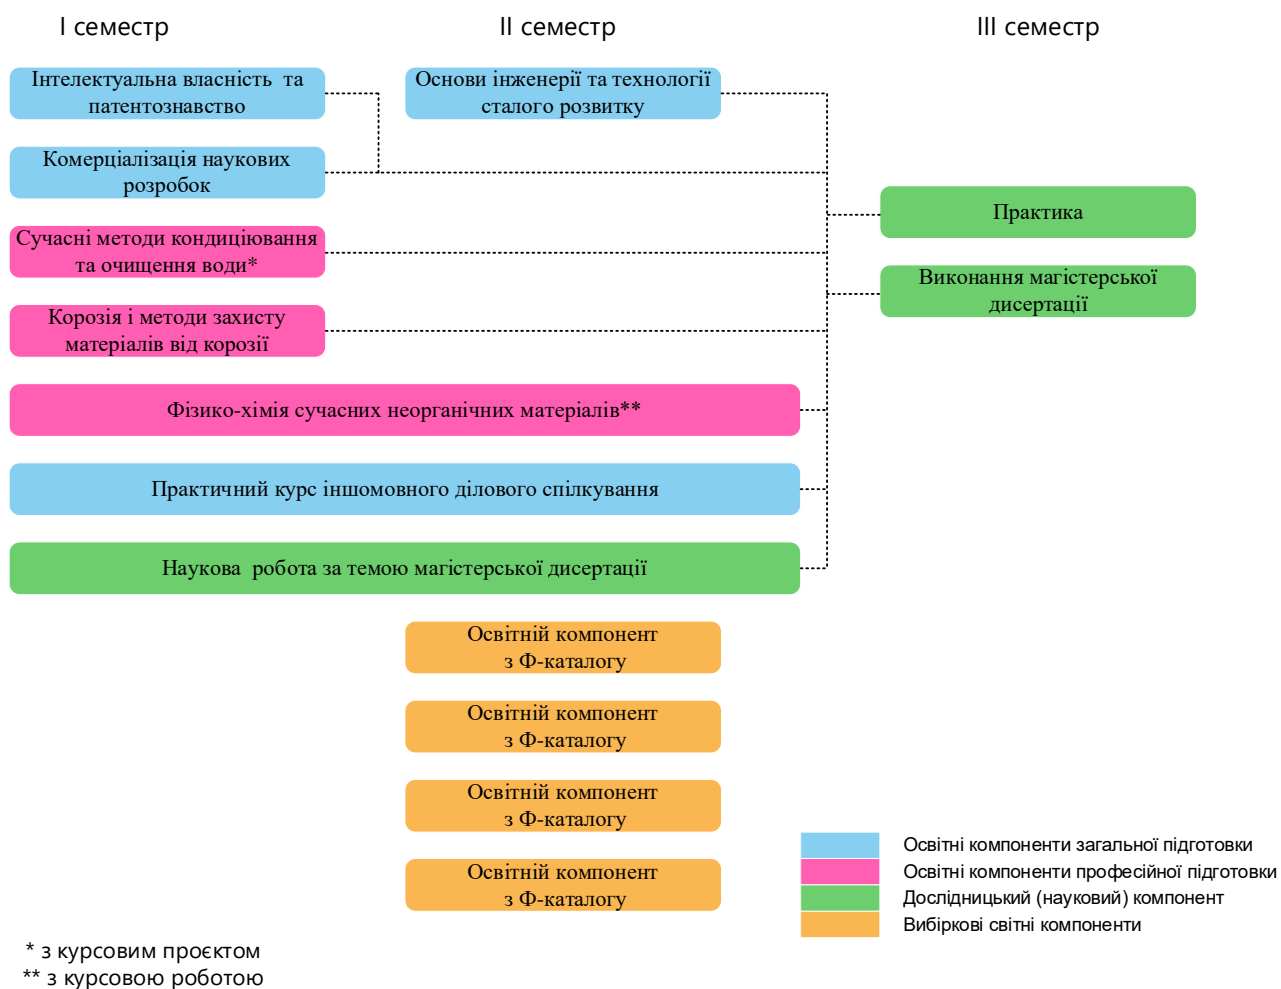 I семестр
II семестр
III семестр
Інтелектуальна власність та
патентознавство
Основи інженерії та технології
сталого розвитку
Комерціалізація наукових
розробок
Практика
Сучасні методи кондиціювання
та очищення води*
Виконання магістерської
дисертації
Корозія і методи захисту
матеріалів від корозії
Фізико-хімія сучасних неорганічних матеріалів**
Практичний курс іншомовного ділового спілкування
Наукова робота за темою магістерської дисертації
Освітній компонент
з Ф-каталогу
Освітній компонент
з Ф-каталогу
Освітній компонент
з Ф-каталогу
Освітній компонент
з Ф-каталогу
Освітні компоненти загальної підготовки
Освітні компоненти професійної підготовки
Дослідницький (науковий) компонент
Вибіркові світні компоненти
* з курсовим проєктом
** з курсовою роботою